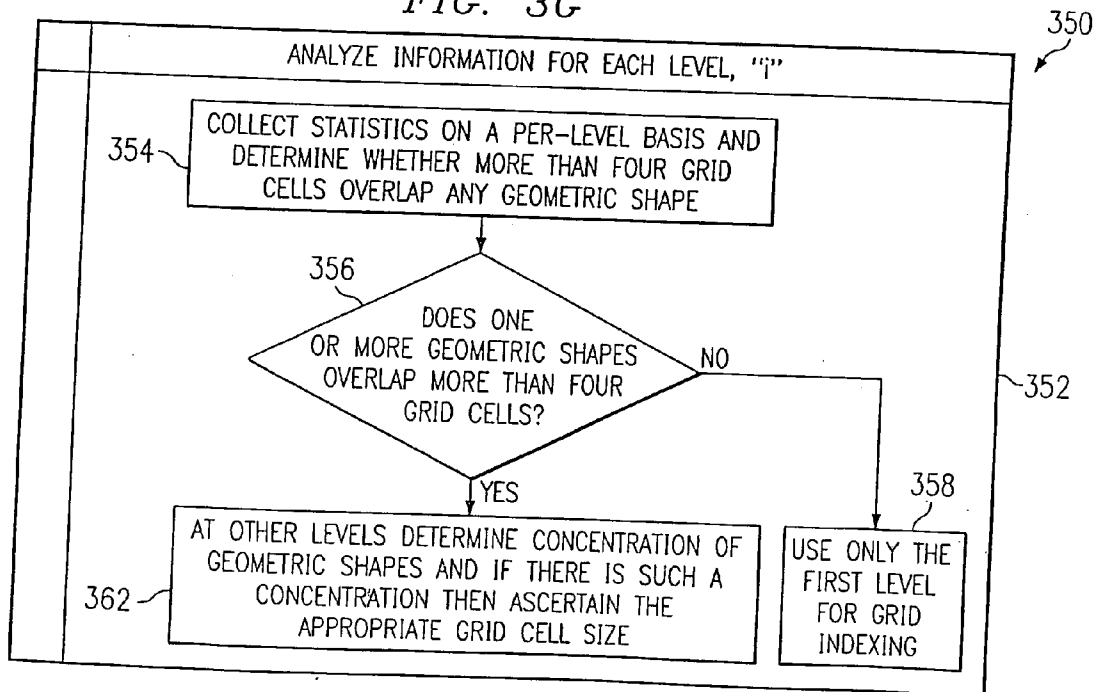 FIG. 3G
350
ANALYZE INFORMATION FOR EACH LEVEL, "i"
354
COLLECT STATISTICS ON A PER-LEVEL BASIS AND
DETERMINE WHETHER MORE THAN FOUR GRID
CELLS OVERLAP ANY GEOMETRIC SHAPE
356
DOES ONE
OR MORE GEOMETRIC SHAPES
OVERLAP MORE THAN FOUR
GRID CELLS?
NO
352
YES
358
362
AT OTHER LEVELS DETERMINE CONCENTRATION OF
GEOMETRIC SHAPES AND IF THERE IS SUCH A
CONCENTRATION THEN ASCERTAIN THE
APPROPRIATE GRID CELL SIZE
USE ONLY THE
FIRST LEVEL
FOR GRID
INDEXING